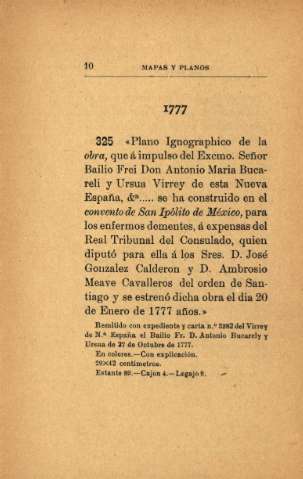 10 MAPAS Y PLANOS
1777
325 «Plano Ignographico de la
obra, que á impulso del Excmo. Señor
Bailio Frei Don Antonio Maria Buca-
reli y Ursua Virrey de esta Nueva
España, &ª..... se ha construido en el
convento de San Ipólito de México, para
los enfermos dementes, á expensas del
Real Tribunal del Consulado, quien
diputó para ella á los Sres. D. José
Gonzalez Calderon y D. Ambrosio
Meave Cavalleros del orden de San-
tiago y se estrenó dicha obra el dia 20
de Enero de 1777 años.»
Remitido con expediente y carta n.º 3282 del Virrey
de N.ª España el Bailio Fr. D. Antonio Bucarely y
Ursua de 27 de Octubre de 1777.
En colores.—Con explicación.
29×42 centímetros.
Estante 89.—Cajon 4.—Legajo 8.